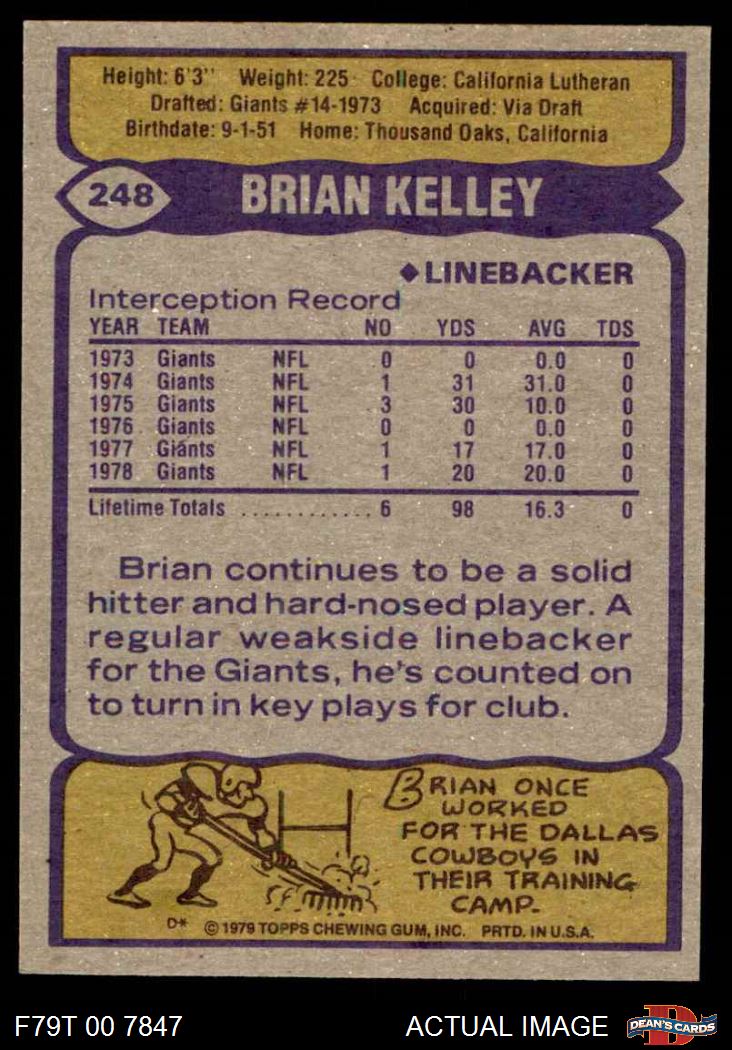 Height: 6'3'' Weight: 225 College: California Lutheran
Drafted: Giants #14-1973 Acquired: Via Draft
Birthdate: 9-1-51 Home: Thousand Oaks, California
248 BRIAN KELLEY
◆ LINEBACKER
Interception Record
YEAR TEAM NO YDS AVG TDS
1973 Giants NFL 0 0 0.0 0
1974 Giants NFL 1 31 31.0 0
1975 Giants NFL 3 30 10.0 0
1976 Giants NFL 0 0 0.0 0
1977 Giants NFL 1 17 17.0 0
1978 Giants NFL 1 20 20.0 0
Lifetime Totals ............ 6 98 16.3 0
Brian continues to be a solid
hitter and hard-nosed player. A
regular weakside linebacker
for the Giants, he's counted on
to turn in key plays for club.
BRIAN ONCE
WORKED
FOR THE DALLAS
COWBOYS IN
THEIR TRAINING
CAMP.
D* © 1979 TOPPS CHEWING GUM, INC. PRTD. IN U.S.A.
F79T 00 7847 ACTUAL IMAGE D DEAN'S CARDS